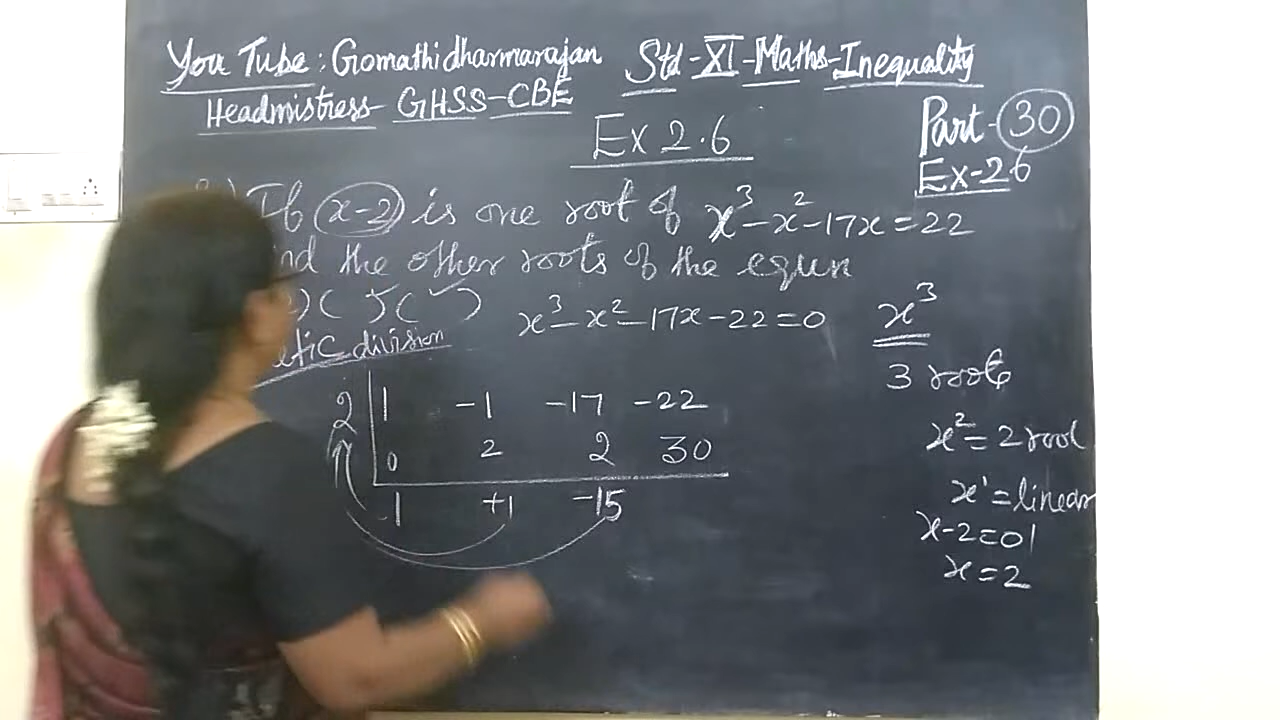 You Tube: Gomathidharmarajan
Headmistress- GHSS-CBE
Std-XI-Maths-Inequality
Part-30
Ex-2.6
Ex 2.6
If (x-2) is one root of x³-x²-17x=22
the other roots of the equn
)( )( ✓ )
x³-x²-17x-22=0
division
2 | 1 -1 -17 -22
0 2 2 30
1 +1 -15
x³
3 roots
x²=2 root
x¹=linear
x-2=0
x=2